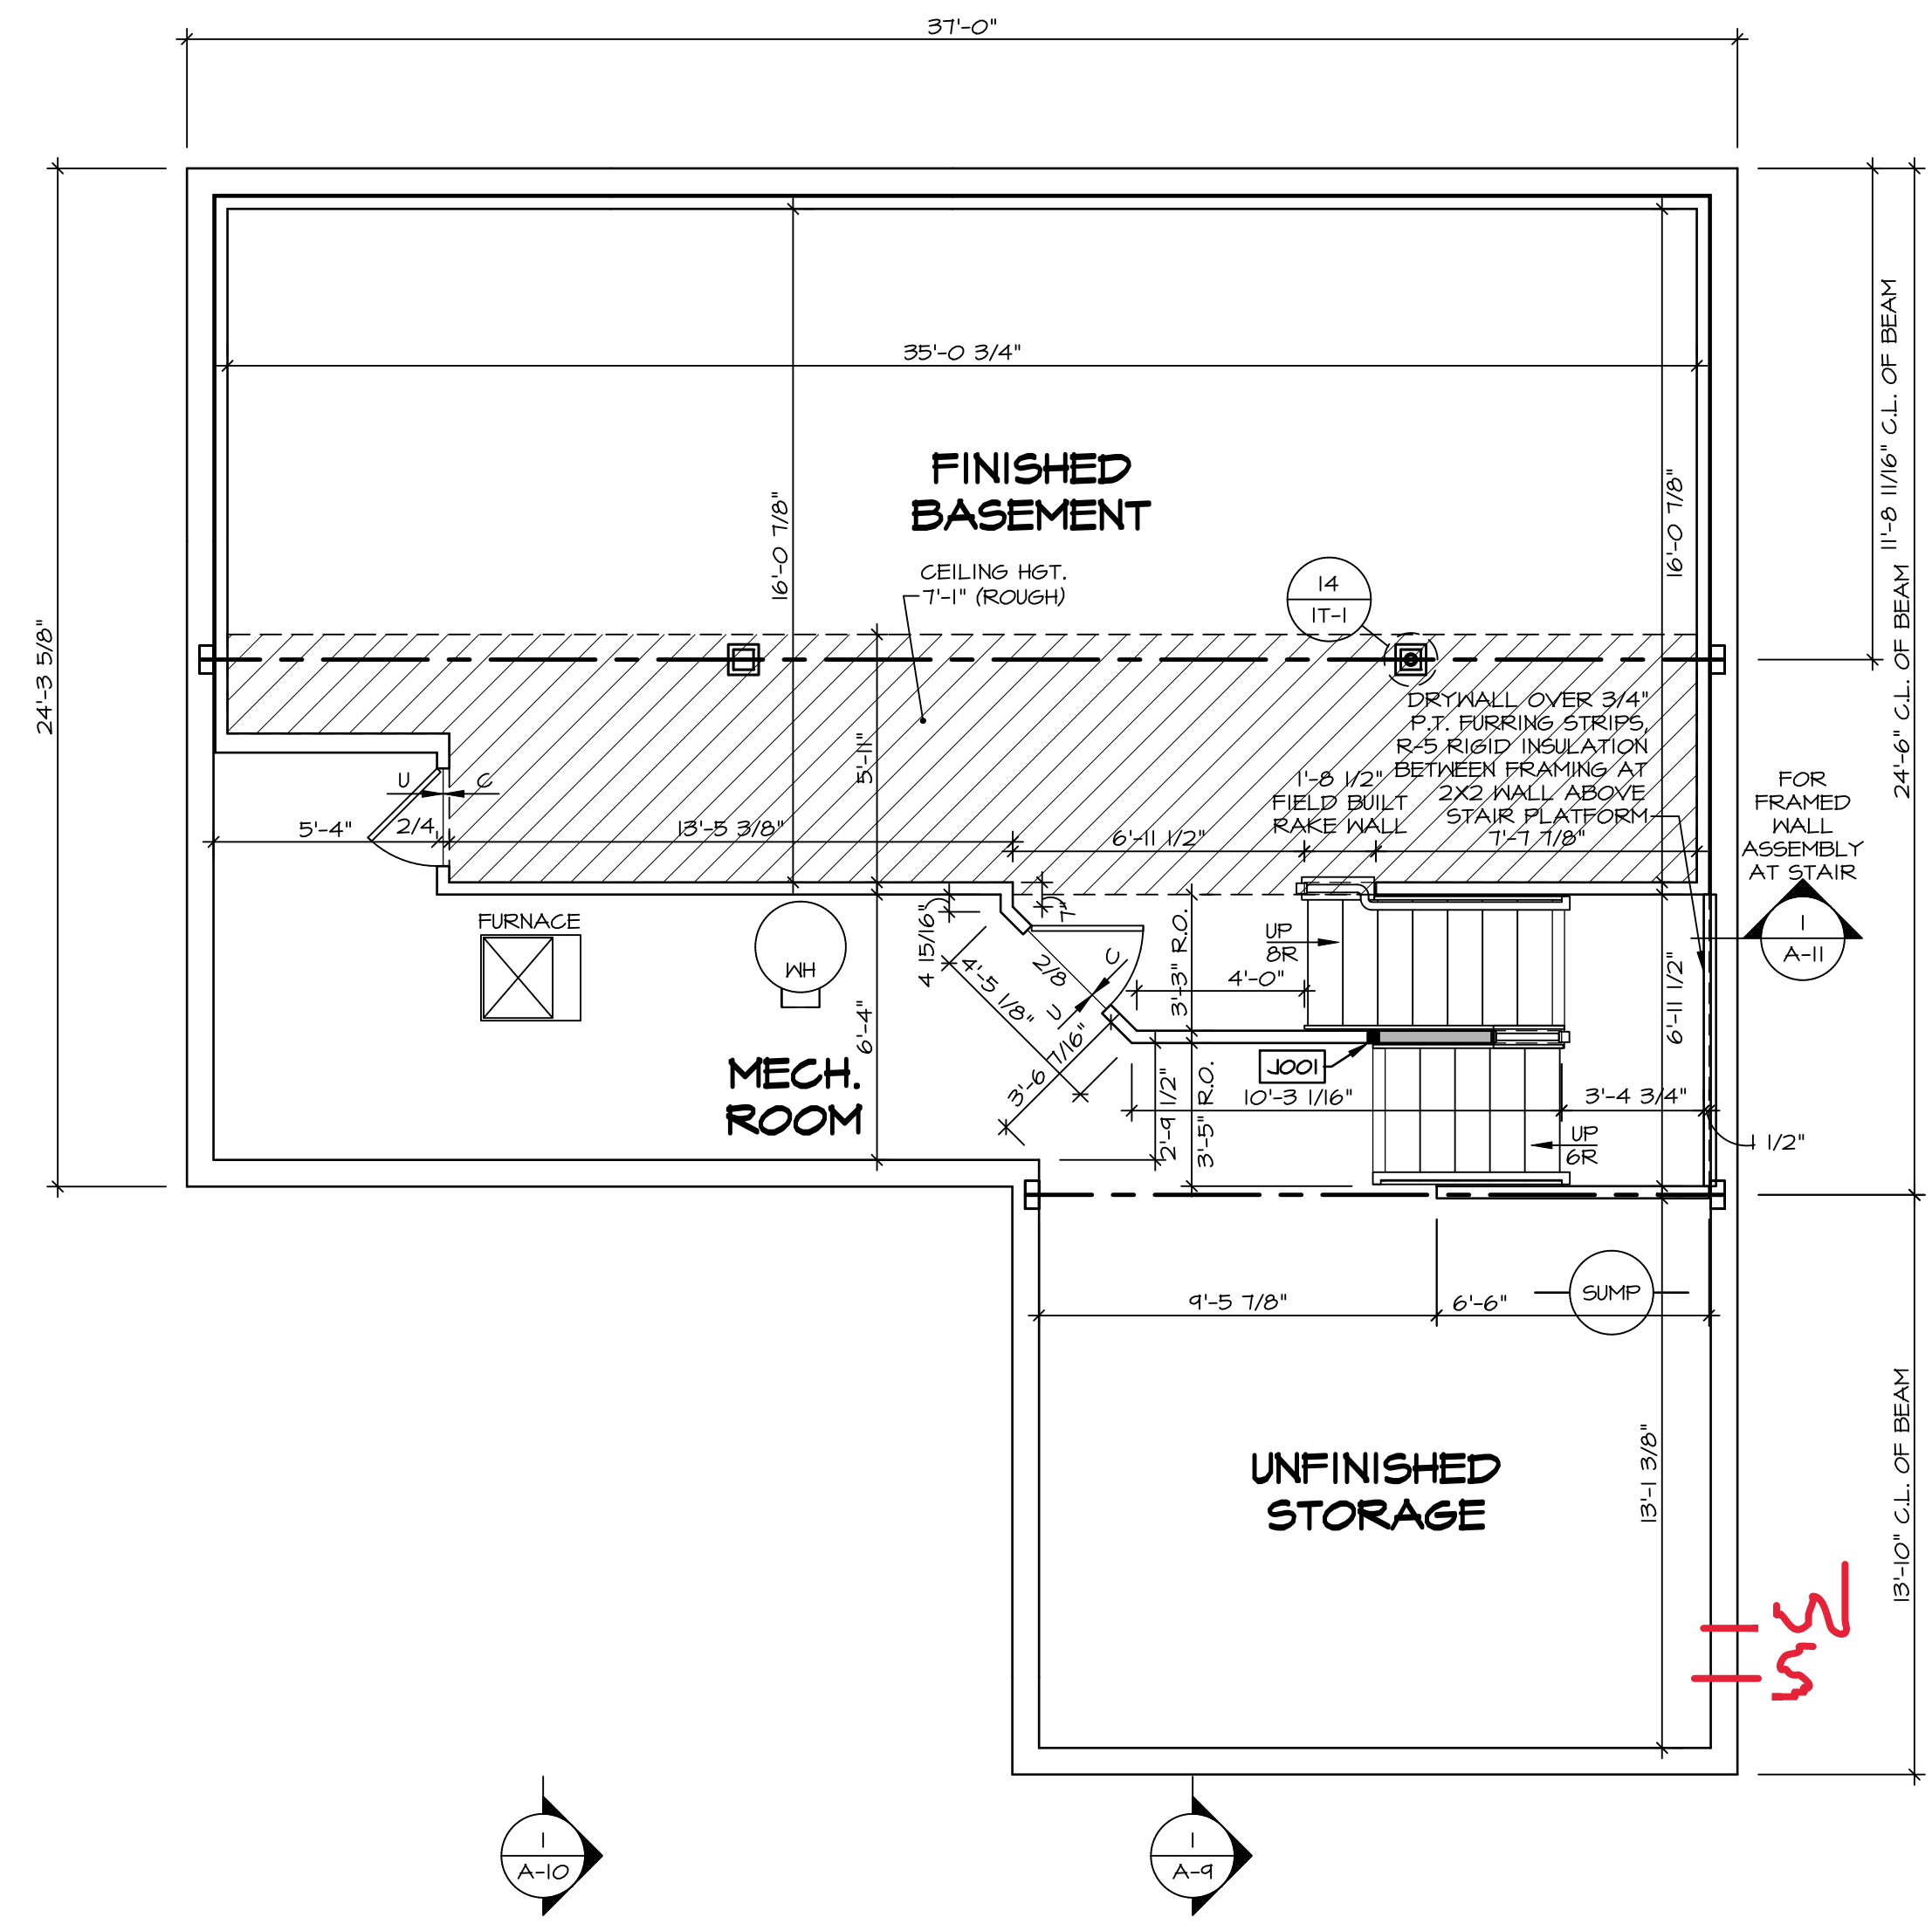 37'-0"
24'-3 5/8"
11'-8 11/16" C.L. OF BEAM
24'-6" C.L. OF BEAM
13'-10" C.L. OF BEAM
35'-0 3/4"
FINISHED
BASEMENT
16'-0 7/8"
16'-0 7/8"
CEILING HGT.
7'-1" (ROUGH)
14
1T-1
DRYWALL OVER 3/4"
P.T. FURRING STRIPS,
R-5 RIGID INSULATION
BETWEEN FRAMING AT
2X2 WALL ABOVE
STAIR PLATFORM
1'-8 1/2"
FIELD BUILT
RAKE WALL
FOR
FRAMED
WALL
ASSEMBLY
AT STAIR
1
A-11
5'-11"
U
C
5'-4"
2/4
13'-5 3/8"
6'-11 1/2"
7'-7 7/8"
FURNACE
WH
4 15/16"
7"
4'-5 1/8"
2/8
C
U
3'-6 7/16"
3'-3" R.O.
UP
8R
4'-0"
6'-11 1/2"
6'-4"
MECH.
ROOM
J001
2'-9 1/2"
3'-5" R.O.
10'-3 1/16"
3'-4 3/4"
1 1/2"
UP
6R
9'-5 7/8"
6'-6"
SUMP
13'-1 3/8"
UNFINISHED
STORAGE
1
A-10
1
A-9